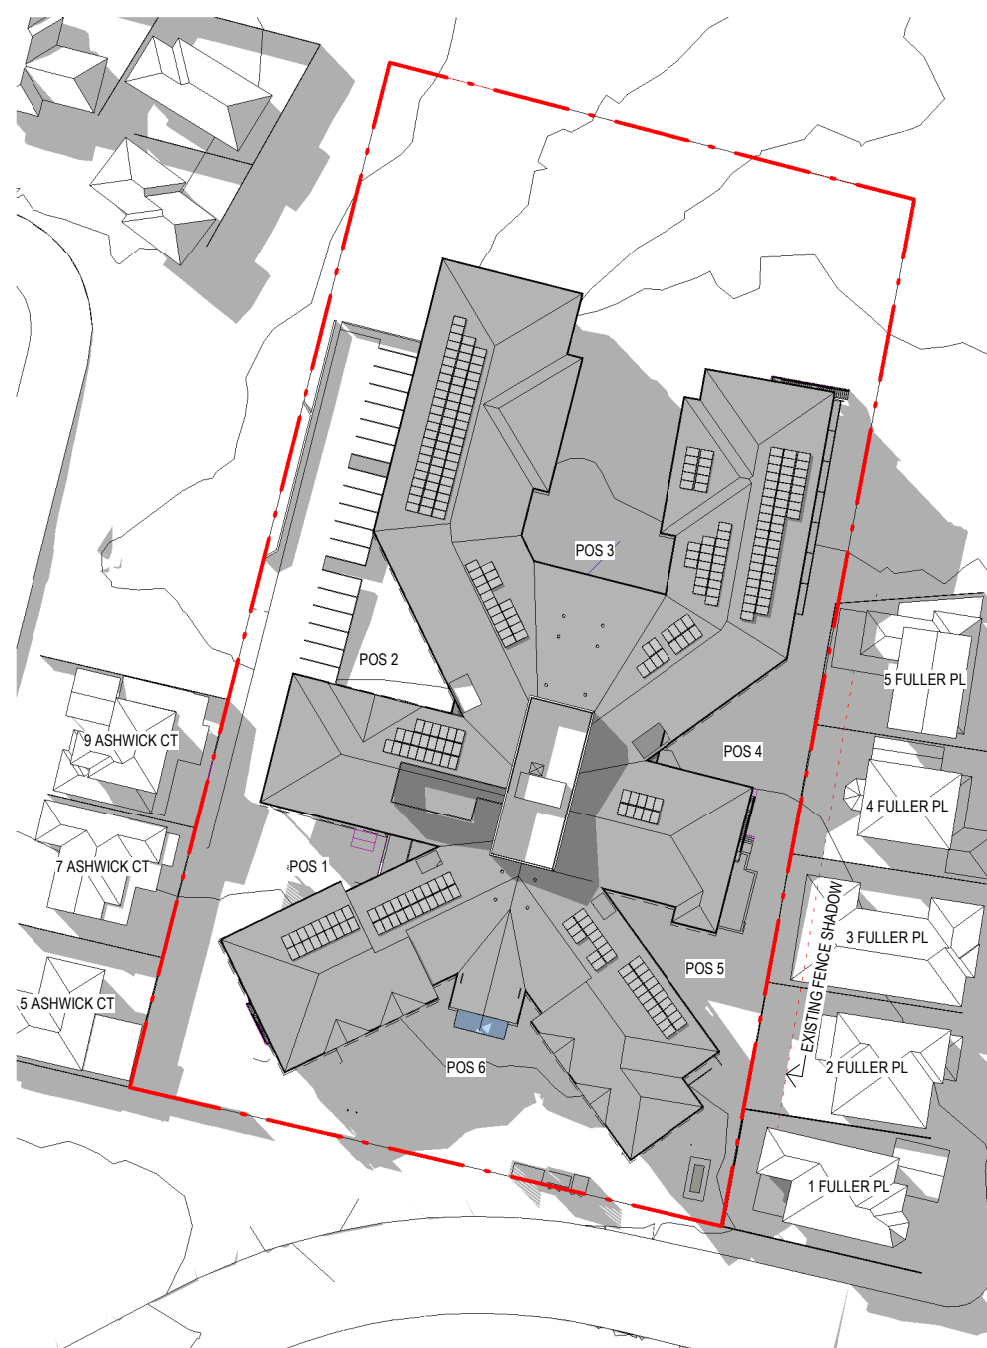 POS 3
POS 2
5 FULLER PL
9 ASHWICK CT
POS 4
4 FULLER PL
7 ASHWICK CT
POS 1
EXISTING FENCE SHADOW
3 FULLER PL
POS 5
5 ASHWICK CT
POS 6
2 FULLER PL
1 FULLER PL